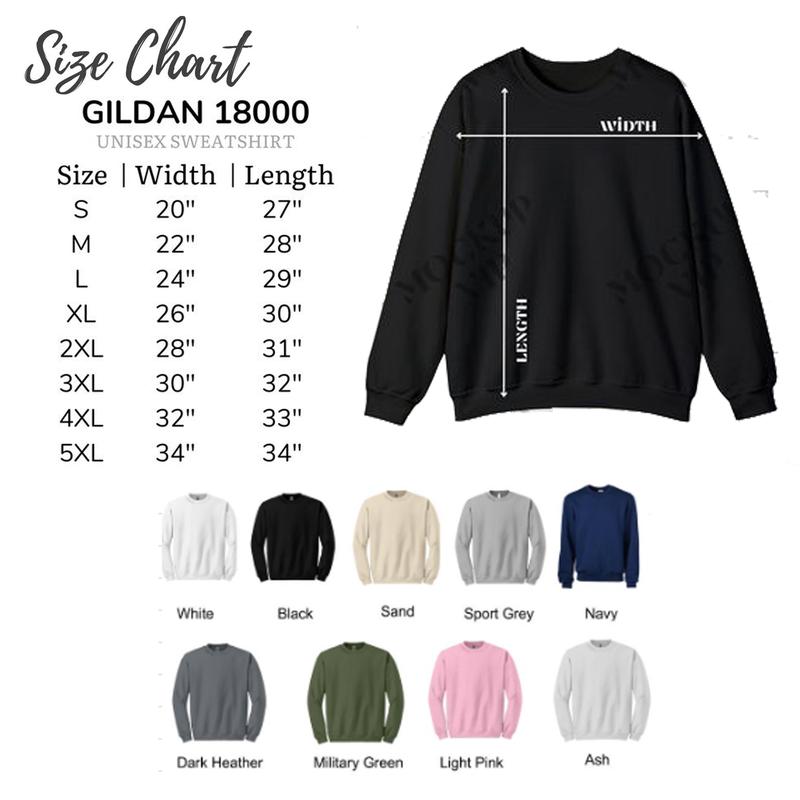 Size Chart
GILDAN 18000
UNISEX SWEATSHIRT
Size | Width | Length
S 20" 27"
M 22" 28"
L 24" 29"
XL 26" 30"
2XL 28" 31"
3XL 30" 32"
4XL 32" 33"
5XL 34" 34"
WiDTH
LENGTH
MOCKUP
MOCKUP
White Black Sand Sport Grey Navy
Dark Heather Military Green Light Pink Ash